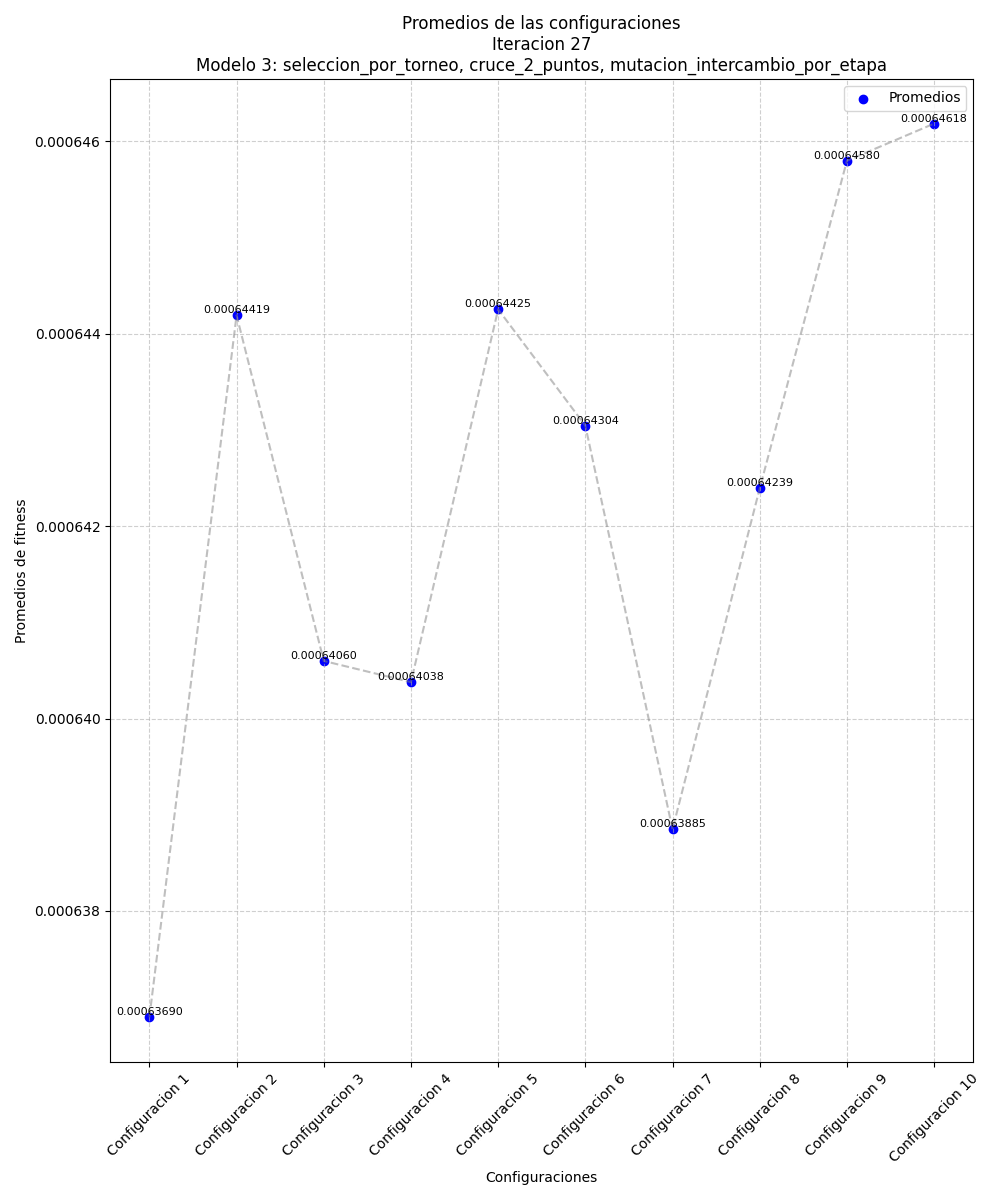 Promedios de las configuraciones
Iteracion 27
Modelo 3: seleccion_por_torneo, cruce_2_puntos, mutacion_intercambio_por_etapa
Promedios
0.00064618
0.000646
0.00064580
0.00064425
0.00064419
0.000644
0.00064304
0.00064239
0.000642
Promedios de fitness
0.00064060
0.00064038
0.000640
0.00063885
0.000638
0.00063690
Configuracion 1
Configuracion 2
Configuracion 3
Configuracion 4
Configuracion 5
Configuracion 6
Configuracion 7
Configuracion 8
Configuracion 9
Configuracion 10
Configuraciones